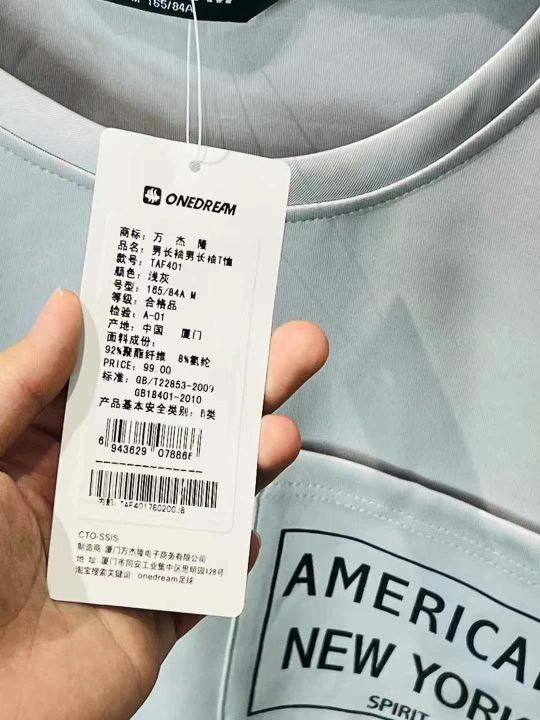 165/84A M
ONEDREAM
商标: 万 杰 隆
品名: 男长袖男长袖T恤
款号: TAF401
颜色: 浅灰
号型: 165/84A M
等级: 合格品
检验: A-01
产地: 中国 厦门
面料成份:
92%聚酯纤维 8%氨纶
PRICE: 99.00
标准: GB/T22853-2009
GB18401-2010
产品基本安全类别: B类
6 943629 078866
TAF40176020038
CTO-SSIS
制造商 厦门万杰隆电子商务有限公司
地 址 厦门市同安工业集中区思明园128号
淘宝搜索关键词: onedream足球
AMERICA
NEW YORK
SPIRIT